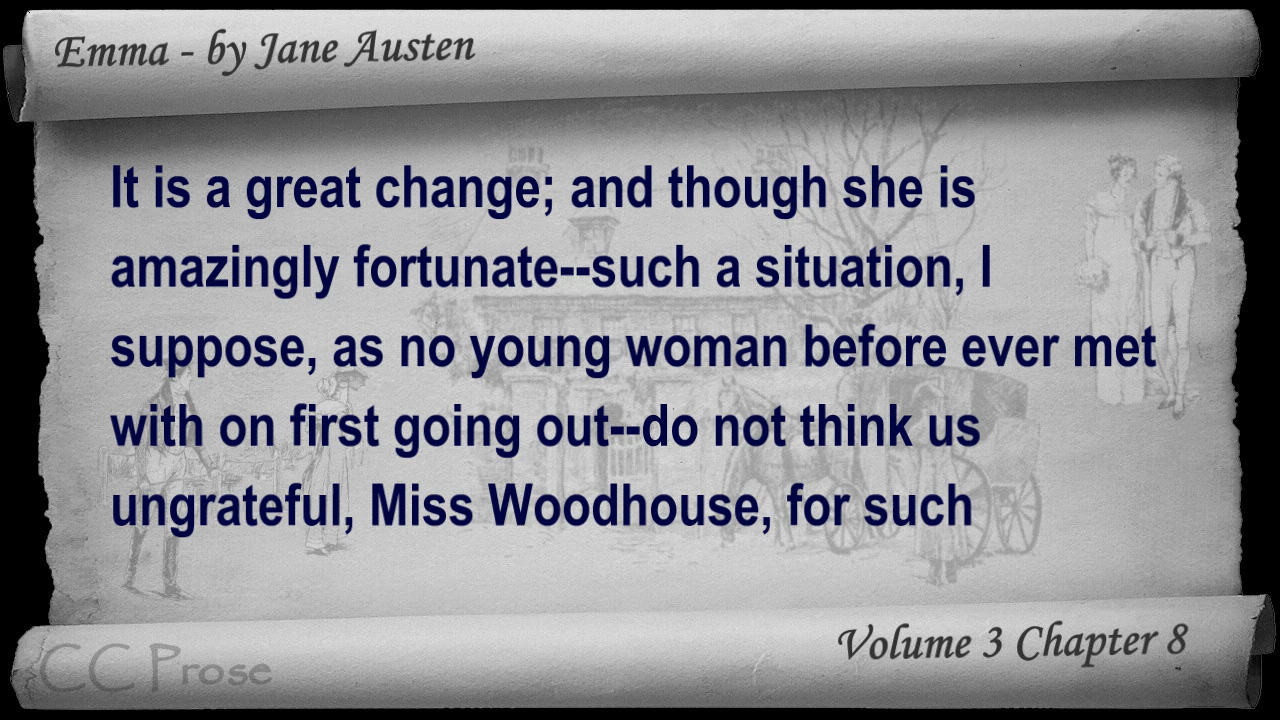 Emma - by Jane Austen
It is a great change; and though she is
amazingly fortunate--such a situation, I
suppose, as no young woman before ever met
with on first going out--do not think us
ungrateful, Miss Woodhouse, for such
Volume 3 Chapter 8
CC Prose